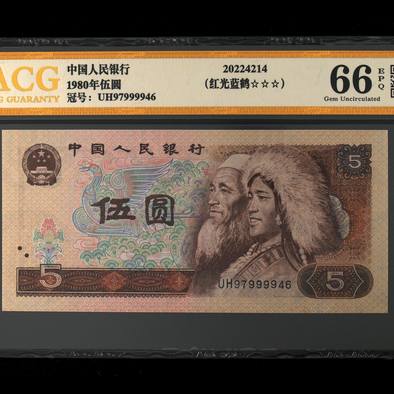 ACG
NG GUARANTY
中国人民银行
1980年伍圆
冠号：UH97999946
20224214
（红光蓝鹤☆☆☆）
66 EPQ
Gem Uncirculated
中国人民银行
5
伍圆
5
5
UH97999946